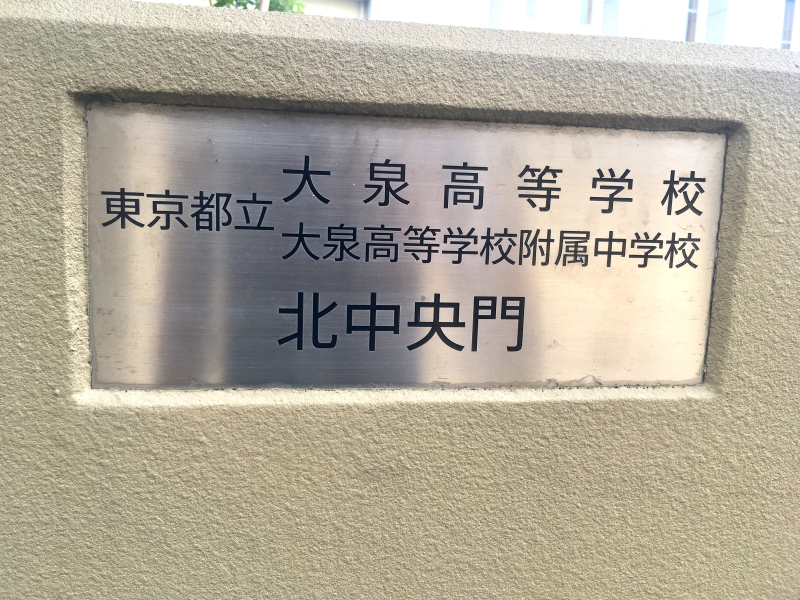 東京都立
大泉高等学校
大泉高等学校附属中学校
北中央門